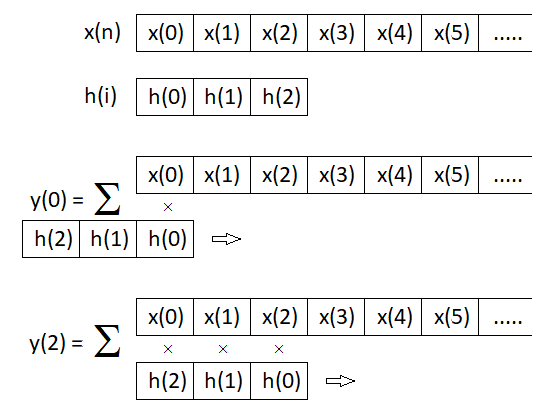 x(n) x(0) x(1) x(2) x(3) x(4) x(5) .....
h(i) h(0) h(1) h(2)
x(0) x(1) x(2) x(3) x(4) x(5) .....
y(0) = ∑
×
h(2) h(1) h(0) ⇨
x(0) x(1) x(2) x(3) x(4) x(5) .....
y(2) = ∑
× × ×
h(2) h(1) h(0) ⇨